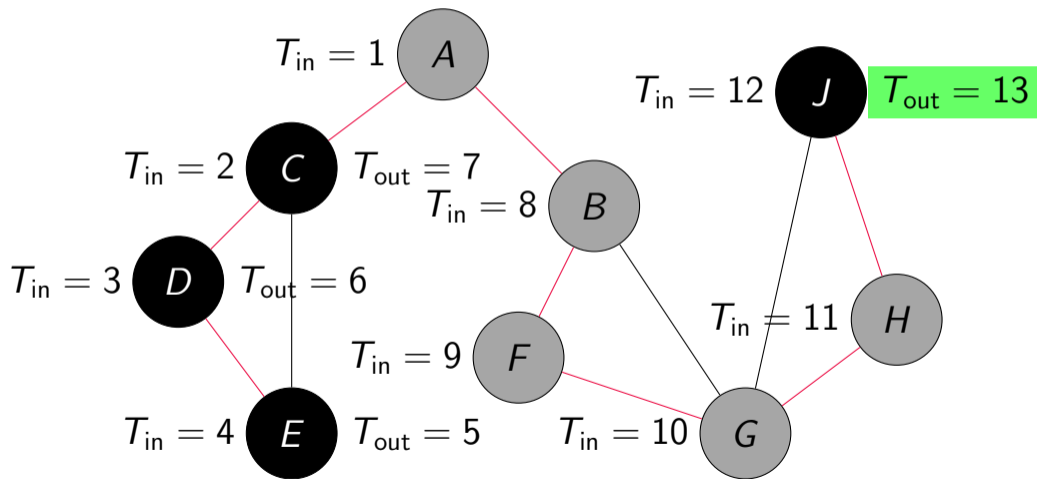 T_in = 1 A
T_in = 12 J T_out = 13
T_in = 2 C T_out = 7
T_in = 8 B
T_in = 3 D T_out = 6
T_in = 11 H
T_in = 9 F
T_in = 4 E T_out = 5
T_in = 10 G